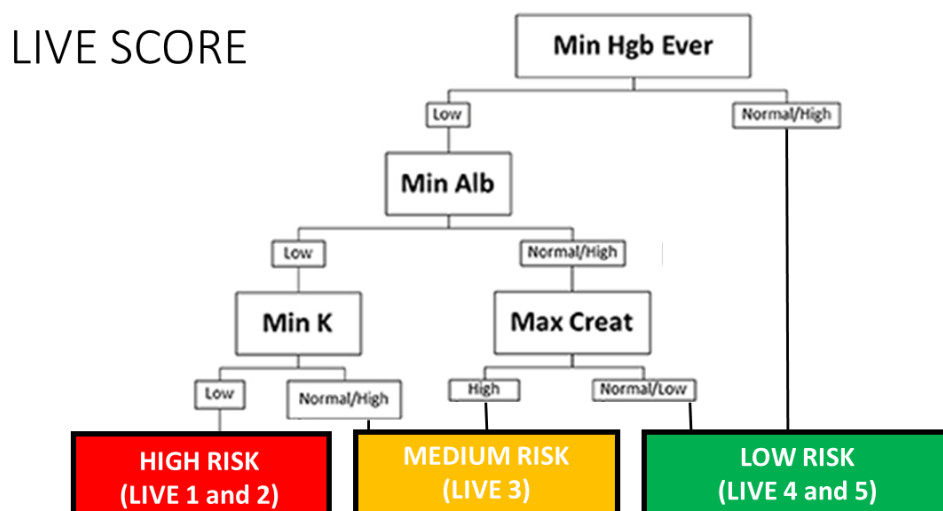 LIVE SCORE
Min Hgb Ever
Low
Normal/High
Min Alb
Low
Normal/High
Min K
Max Creat
Low
Normal/High
High
Normal/Low
HIGH RISK
(LIVE 1 and 2)
MEDIUM RISK
(LIVE 3)
LOW RISK
(LIVE 4 and 5)